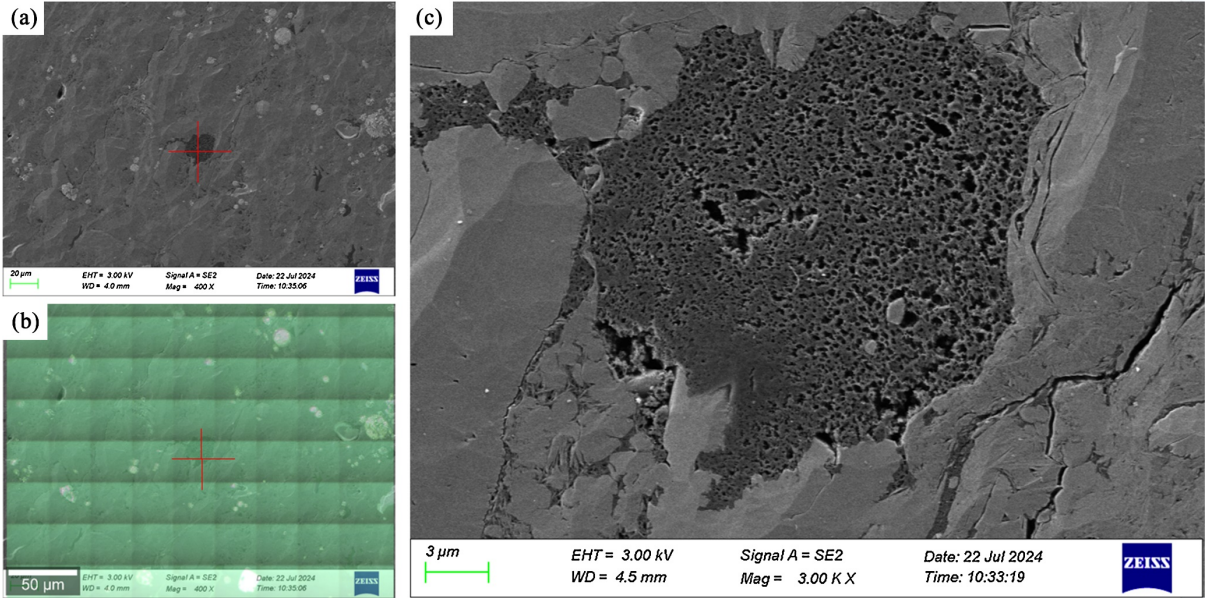 (a)
20 µm
EHT = 3.00 kV
Signal A = SE2
Date: 22 Jul 2024
WD = 4.0 mm
Mag = 400 X
Time: 10:35:06
ZEISS
(b)
50 µm
EHT = 3.00 kV
Signal A = SE2
Date: 22 Jul 2024
WD = 4.0 mm
Mag = 400 X
Time: 10:35:06
ZEISS
(c)
3 µm
EHT = 3.00 kV
Signal A = SE2
Date: 22 Jul 2024
WD = 4.5 mm
Mag = 3.00 K X
Time: 10:33:19
ZEISS